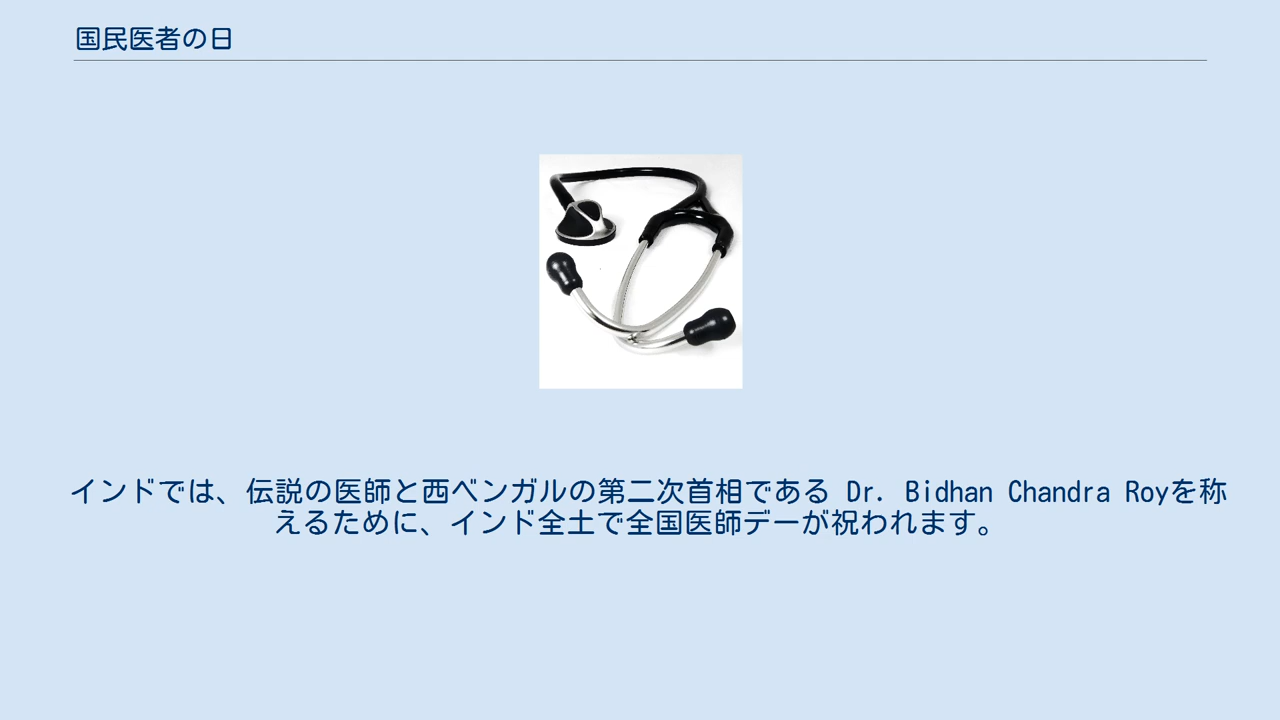 国民医者の日
インドでは、伝説の医師と西ベンガルの第二次首相である Dr. Bidhan Chandra Royを称
えるために、インド全土で全国医師デーが祝われます。